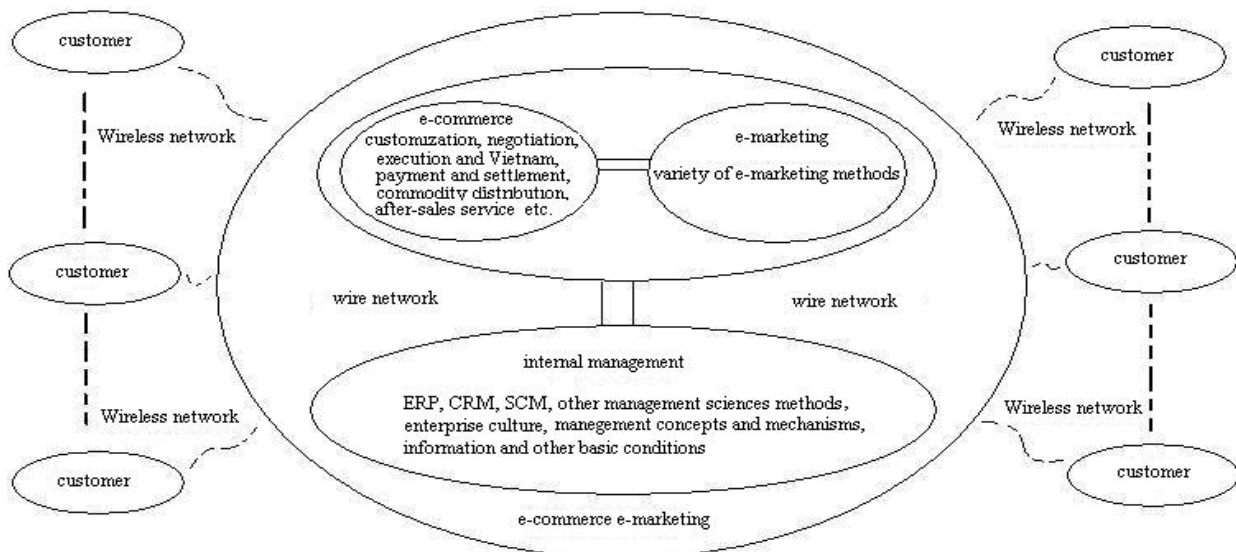 customer
customer
Wireless network
Wireless network
e-commerce
customization, negotiation,
execution and Vietnam,
payment and settlement,
commodity distribution,
after-sales service etc.
e-marketing
variety of e-marketing methods
customer
customer
wire network
wire network
internal management
ERP, CRM, SCM, other management sciences methods,
enterprise culture, manegement concepts and mechanisms,
information and other basic conditions
Wireless network
Wireless network
customer
customer
e-commerce e-marketing